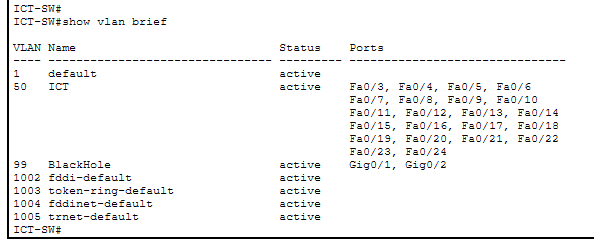 ICT-SW#
ICT-SW#show vlan brief
VLAN Name                             Status    Ports
---- -------------------------------- --------- -------------------------------
1    default                          active
50   ICT                              active    Fa0/3, Fa0/4, Fa0/5, Fa0/6
                                                Fa0/7, Fa0/8, Fa0/9, Fa0/10
                                                Fa0/11, Fa0/12, Fa0/13, Fa0/14
                                                Fa0/15, Fa0/16, Fa0/17, Fa0/18
                                                Fa0/19, Fa0/20, Fa0/21, Fa0/22
                                                Fa0/23, Fa0/24
99   BlackHole                        active    Gig0/1, Gig0/2
1002 fddi-default                     active
1003 token-ring-default               active
1004 fddinet-default                  active
1005 trnet-default                    active
ICT-SW#